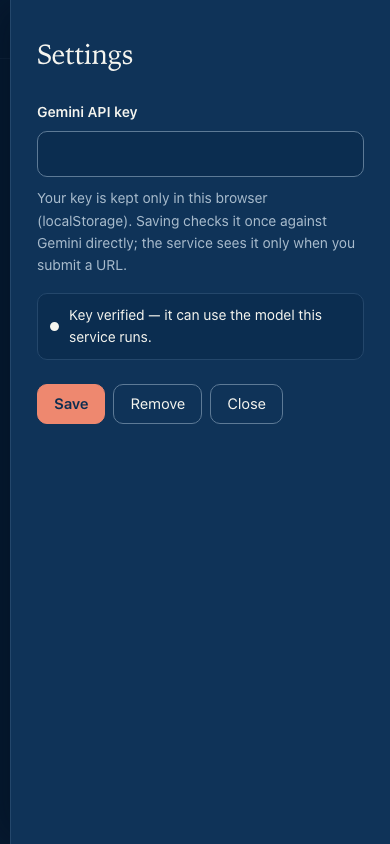 Settings
Gemini API key
Your key is kept only in this browser
(localStorage). Saving checks it once against
Gemini directly; the service sees it only when you
submit a URL.
Key verified — it can use the model this
service runs.
Save Remove Close